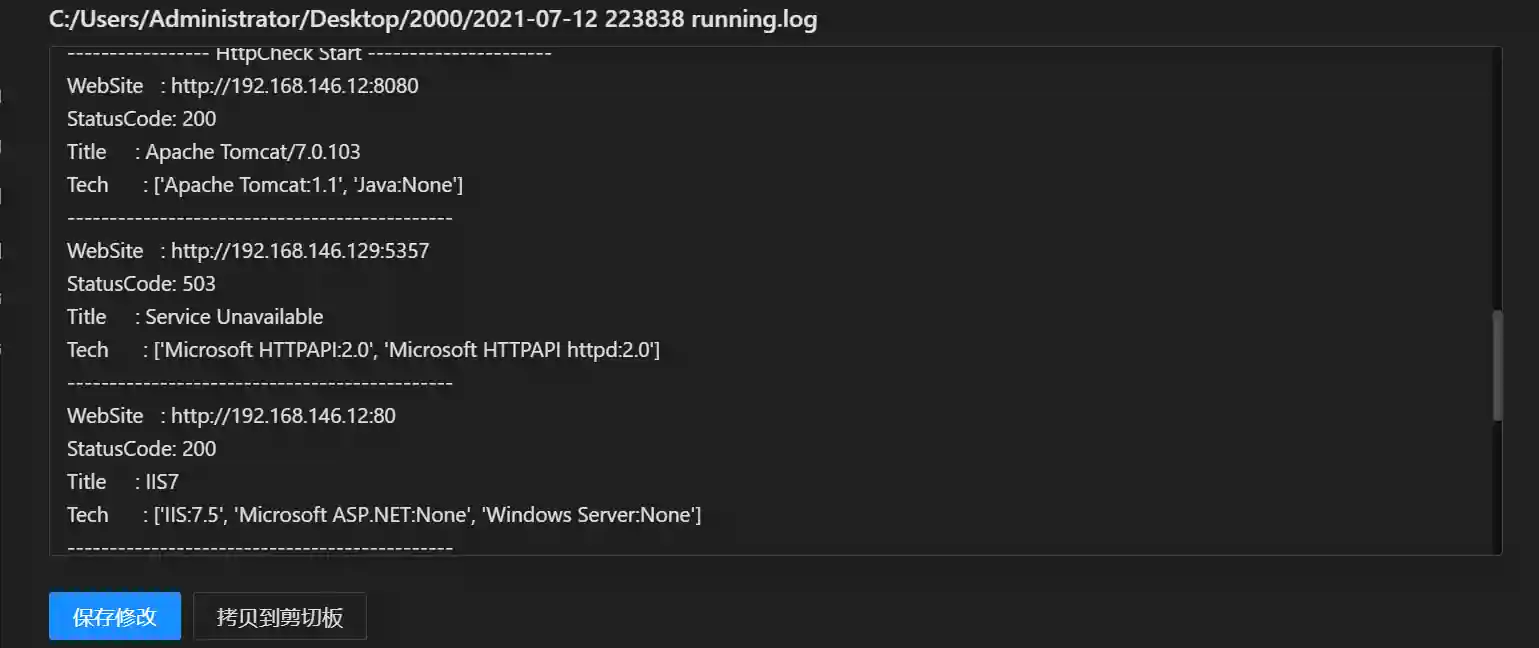 C:/Users/Administrator/Desktop/2000/2021-07-12 223838 running.log
----------------- HttpCheck Start ----------------------
WebSite   : http://192.168.146.12:8080
StatusCode: 200
Title     : Apache Tomcat/7.0.103
Tech      : ['Apache Tomcat:1.1', 'Java:None']
----------------------------------------------
WebSite   : http://192.168.146.129:5357
StatusCode: 503
Title     : Service Unavailable
Tech      : ['Microsoft HTTPAPI:2.0', 'Microsoft HTTPAPI httpd:2.0']
----------------------------------------------
WebSite   : http://192.168.146.12:80
StatusCode: 200
Title     : IIS7
Tech      : ['IIS:7.5', 'Microsoft ASP.NET:None', 'Windows Server:None']
----------------------------------------------
保存修改 拷贝到剪切板